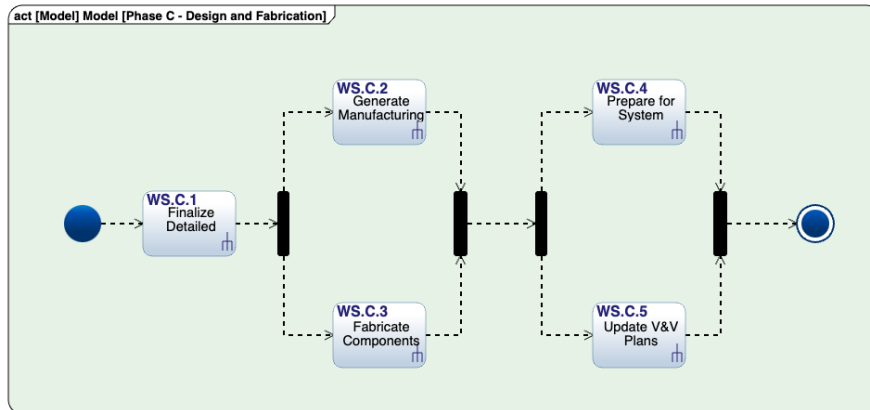 act [Model] Model [Phase C - Design and Fabrication]
WS.C.1
Finalize
Detailed
WS.C.2
Generate
Manufacturing
WS.C.3
Fabricate
Components
WS.C.4
Prepare for
System
WS.C.5
Update V&V
Plans